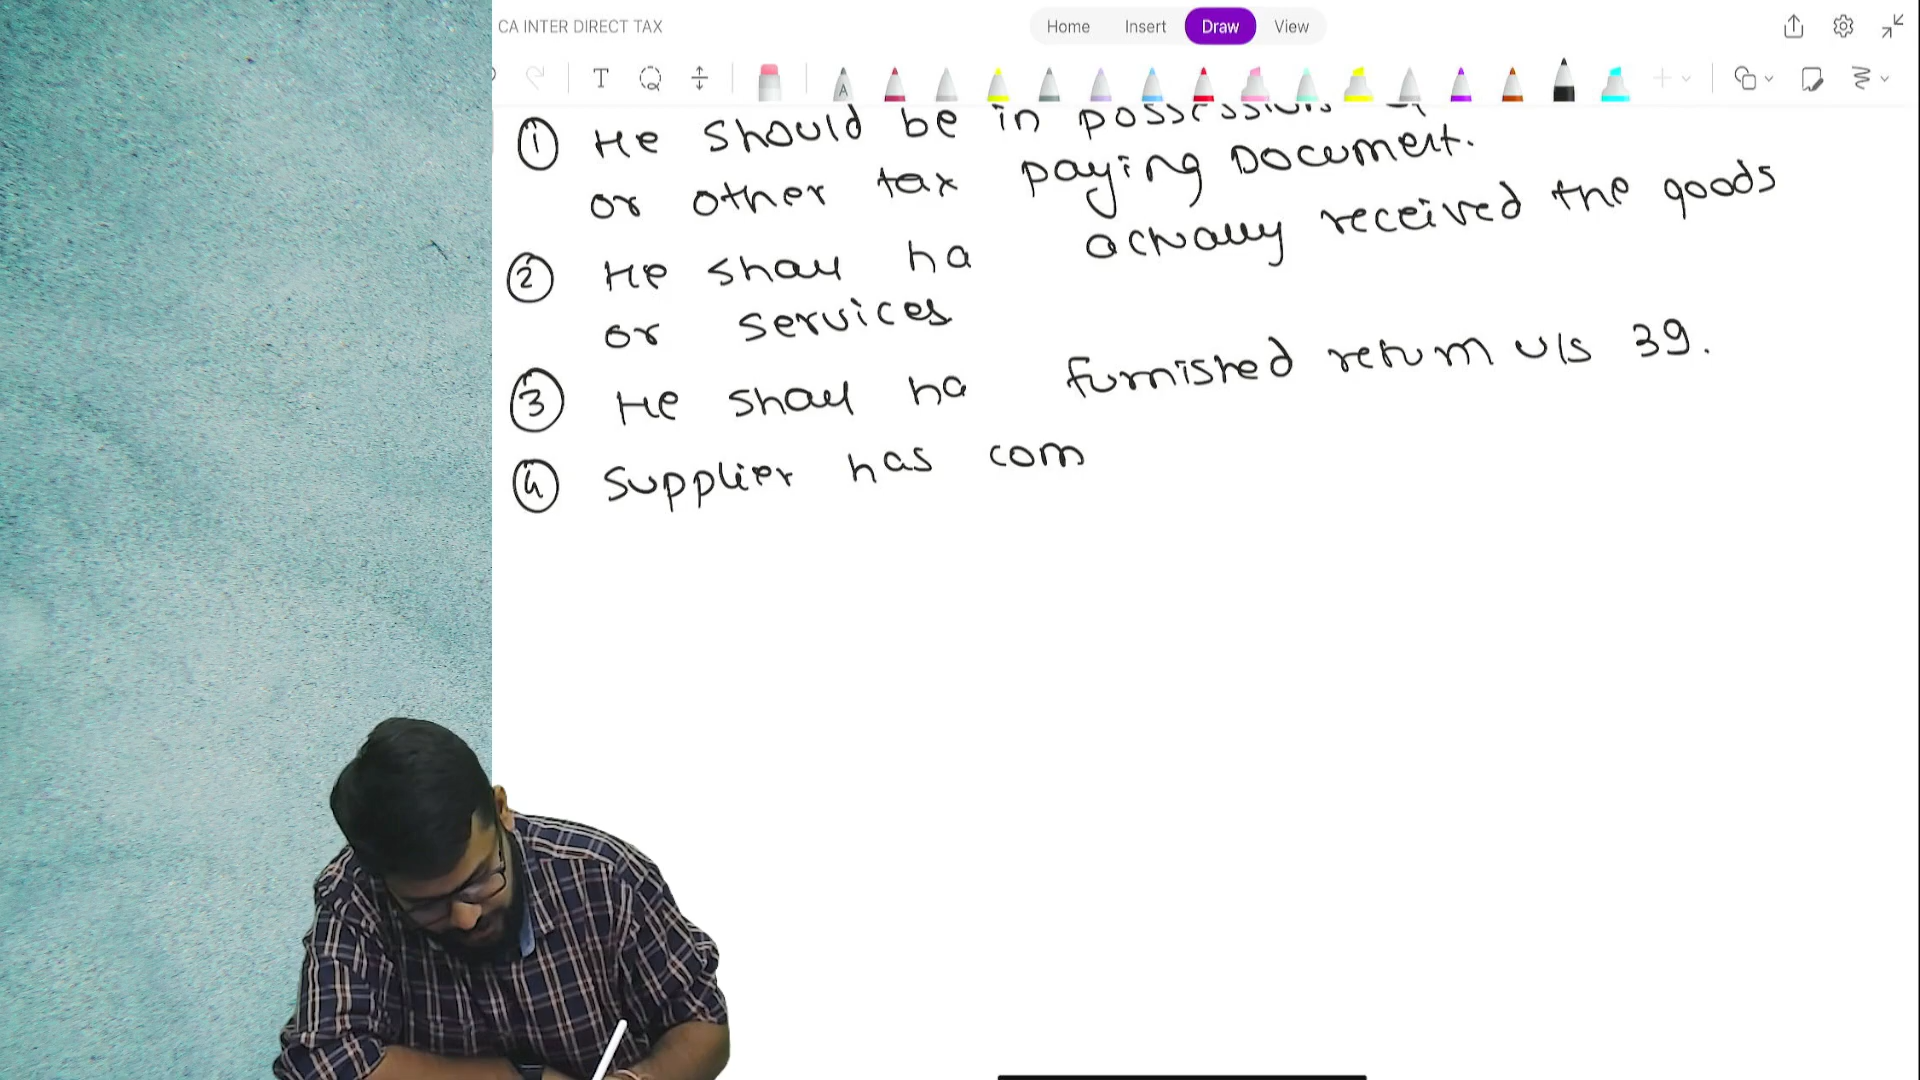 CA INTER DIRECT TAX
Home Insert Draw View
T
A
① He should be in possession
or other tax paying Document.
② He shall ha actually received the goods
or services
③ He shall ha furnished return u/s 39.
④ Supplier has com